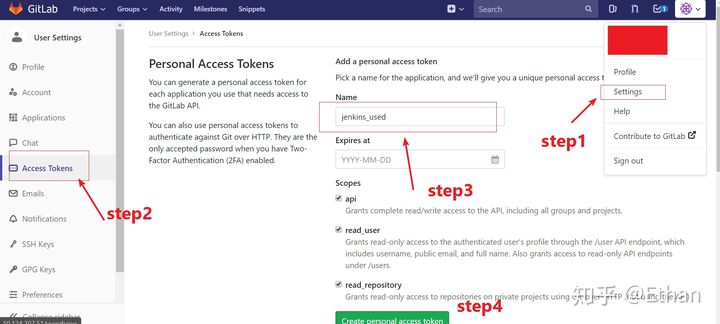 GitLab Projects Groups Activity Milestones Snippets Search 1
User Settings
Profile
Account
Applications
Chat
Access Tokens
Emails
Notifications
SSH Keys
GPG Keys
Preferences
Collapse sidebar
step2
User Settings > Access Tokens
Personal Access Tokens
You can generate a personal access token for
each application you use that needs access to
the GitLab API.
You can also use personal access tokens to
authenticate against Git over HTTP. They are the
only accepted password when you have Two-
Factor Authentication (2FA) enabled.
Add a personal access token
Pick a name for the application, and we'll give you a unique personal access
Name
jenkins_used
Expires at
YYYY-MM-DD
step3
Scopes
api
Grants complete read/write access to the API, including all groups and projects.
read_user
Grants read-only access to the authenticated user's profile through the /user API endpoint, which
includes username, public email, and full name. Also grants access to read-only API endpoints
under /users.
read_repository
Grants read-only access to repositories on private projects using
step4
Create personal access token
Profile
Settings
Help
Contribute to GitLab
Sign out
step1
知乎 @Ethan